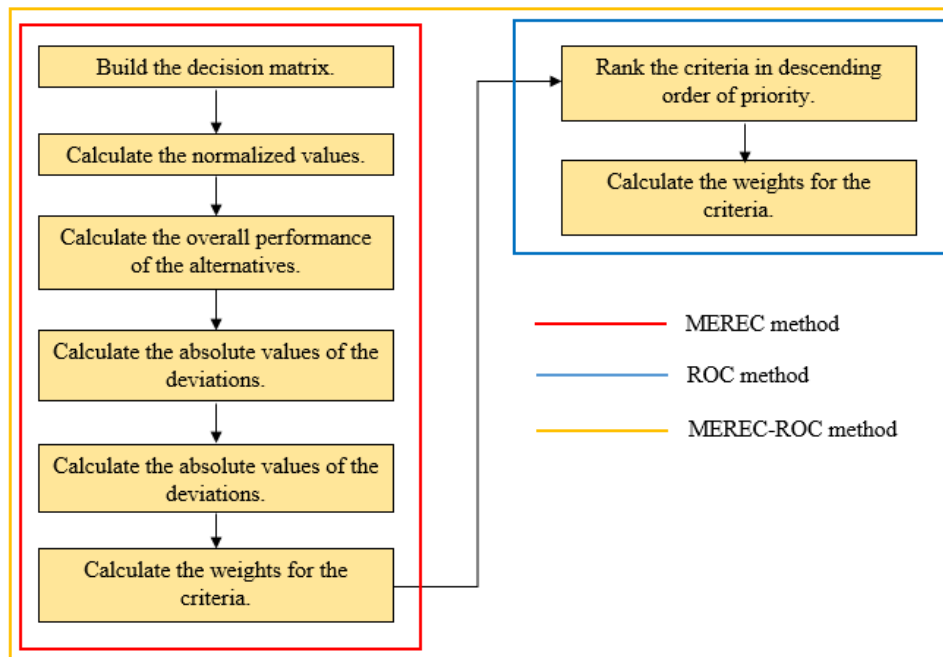 Build the decision matrix.
Calculate the normalized values.
Calculate the overall performance
of the alternatives.
Calculate the absolute values of the
deviations.
Calculate the absolute values of the
deviations.
Calculate the weights for the
criteria.
Rank the criteria in descending
order of priority.
Calculate the weights for the
criteria.
MEREC method
ROC method
MEREC-ROC method